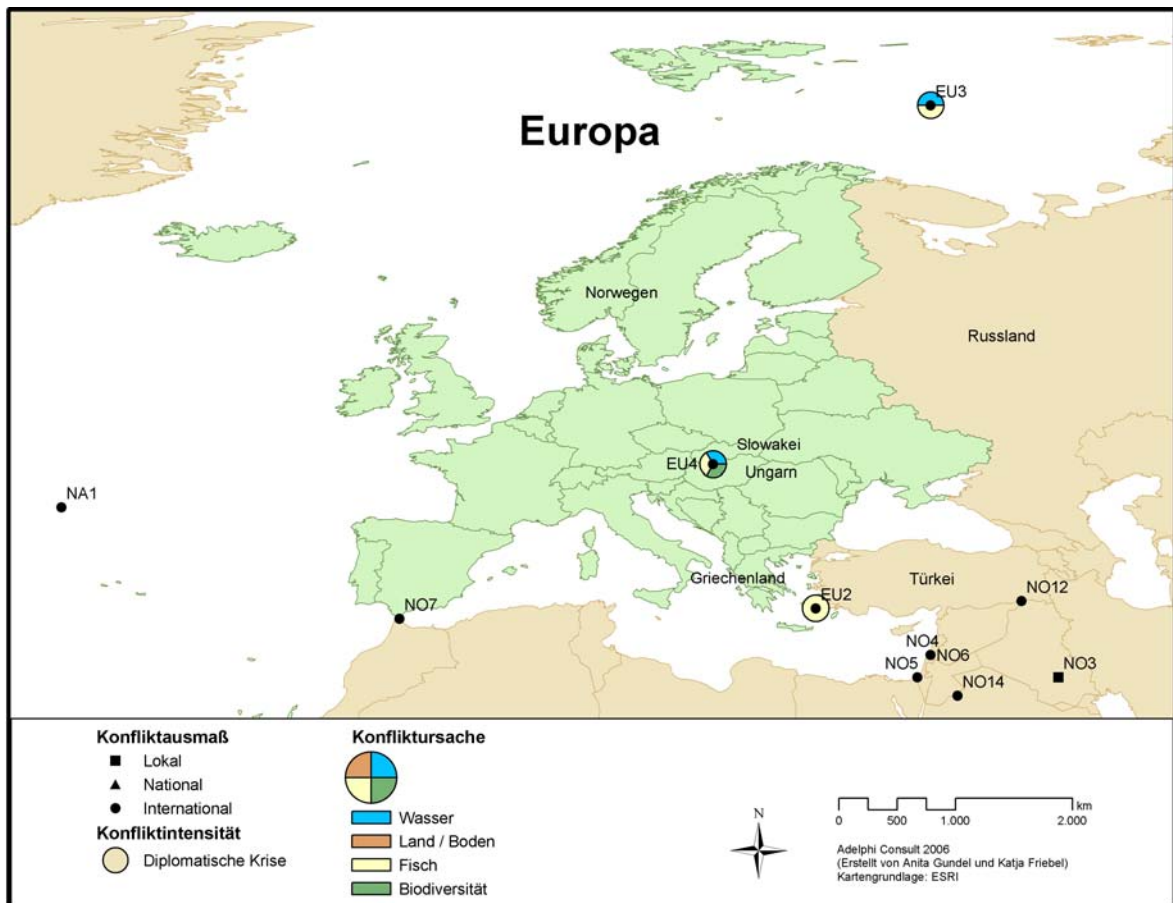 EU3
Europa
Norwegen
Russland
Slowakei
EU4
Ungarn
NA1
Griechenland
Türkei
EU2
NO12
NO7
NO4
NO6
NO5
NO3
NO14
Konfliktausmaß
Lokal
National
International
Konfliktintensität
Diplomatische Krise
Konfliktursache
Wasser
Land / Boden
Fisch
Biodiversität
N
km
0 500 1.000 2.000
Adelphi Consult 2006
(Erstellt von Anita Gundel und Katja Friebel)
Kartengrundlage: ESRI